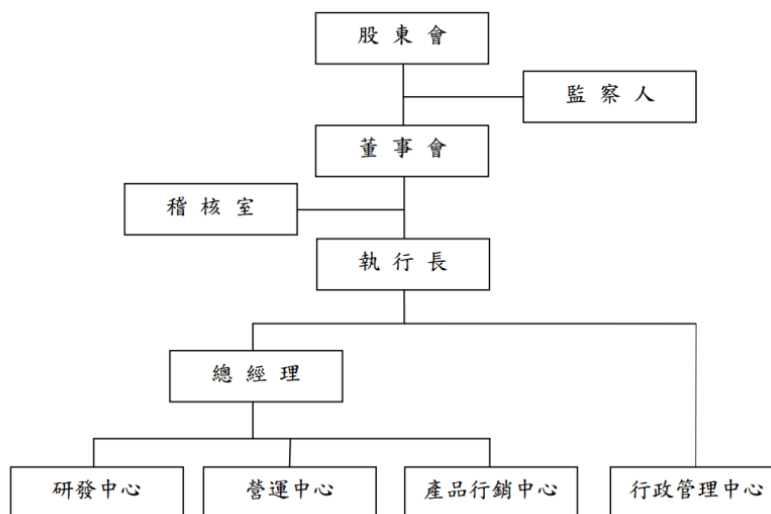 股東會
監察人
董事會
稽核室
執行長
總經理
研發中心
營運中心
產品行銷中心
行政管理中心